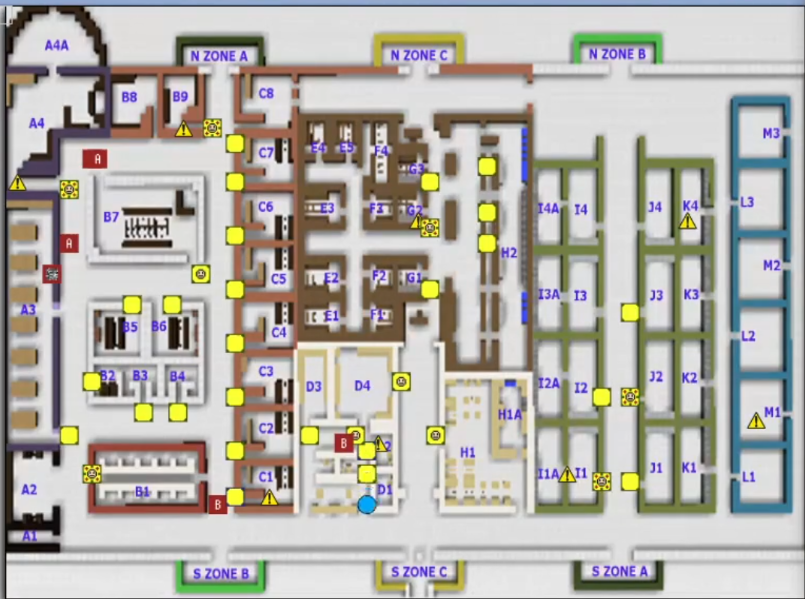 N ZONE A
N ZONE C
N ZONE B
A4A
B8
B9
C8
A4
M3
E4
E5
F4
C7
A
G3
B7
C6
E3
F3
G2
I4A
I4
J4
K4
L3
A
H2
C5
E2
F2
G1
M2
A3
I3A
I3
J3
K3
B5
B6
E1
F1
C4
L2
B2
B3
B4
C3
D3
D4
I2A
I2
J2
K2
M1
H1A
C2
B
H1
A2
B1
C1
D1
I1A
I1
J1
K1
L1
B
A1
S ZONE B
S ZONE C
S ZONE A